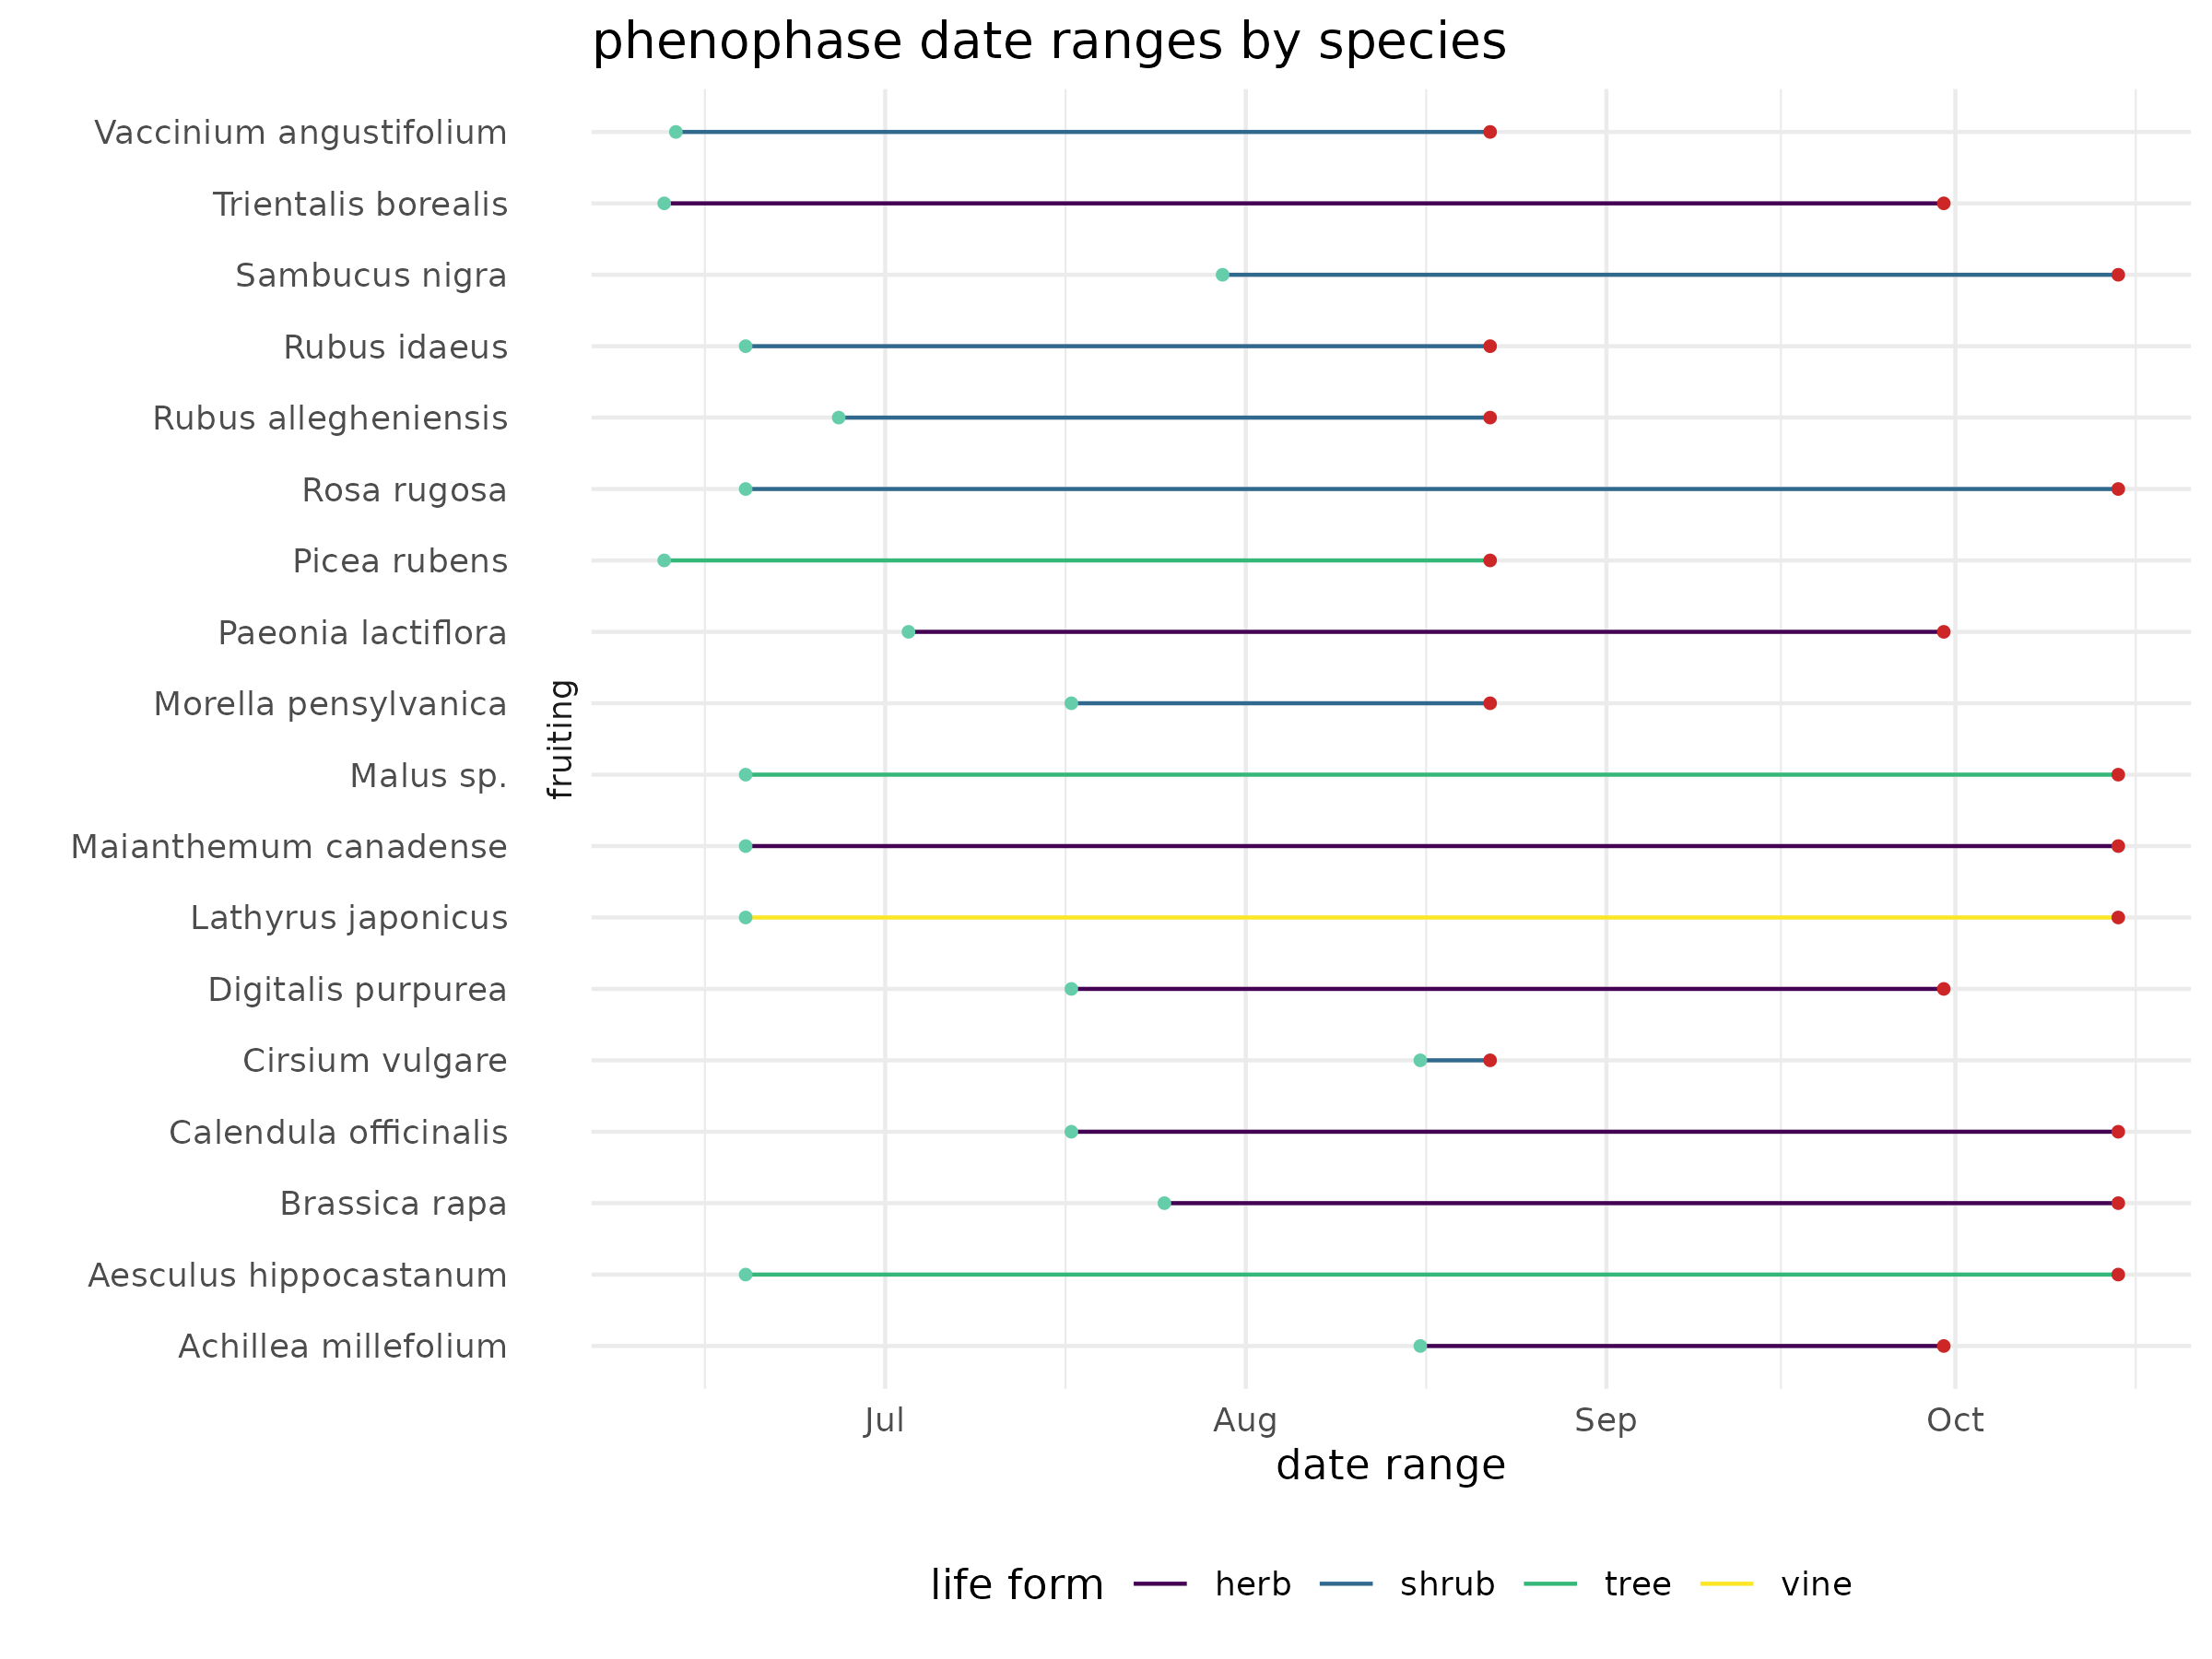 phenophase date ranges by species
Vaccinium angustifolium
Trientalis borealis
Sambucus nigra
Rubus idaeus
Rubus allegheniensis
Rosa rugosa
Picea rubens
Paeonia lactiflora
Morella pensylvanica
Malus sp.
Maianthemum canadense
Lathyrus japonicus
Digitalis purpurea
Cirsium vulgare
Calendula officinalis
Brassica rapa
Aesculus hippocastanum
Achillea millefolium
fruiting
Jul Aug Sep Oct
date range
life form herb shrub tree vine